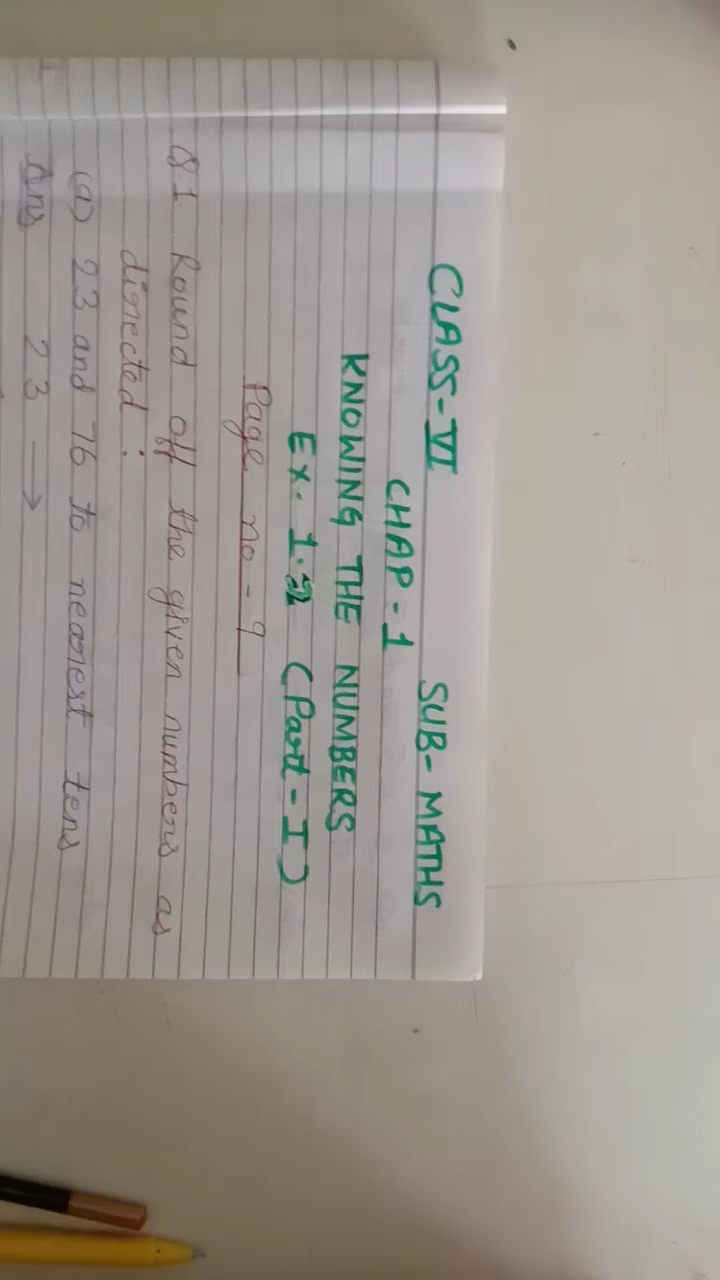 CLASS-VI SUB-MATHS
CHAP-1
KNOWING THE NUMBERS
EX. 1.2 (Part-I)
Page no-9
Q.1 Round off the given numbers as
directed:
(a) 23 and 76 to nearest tens
Ans 23 →